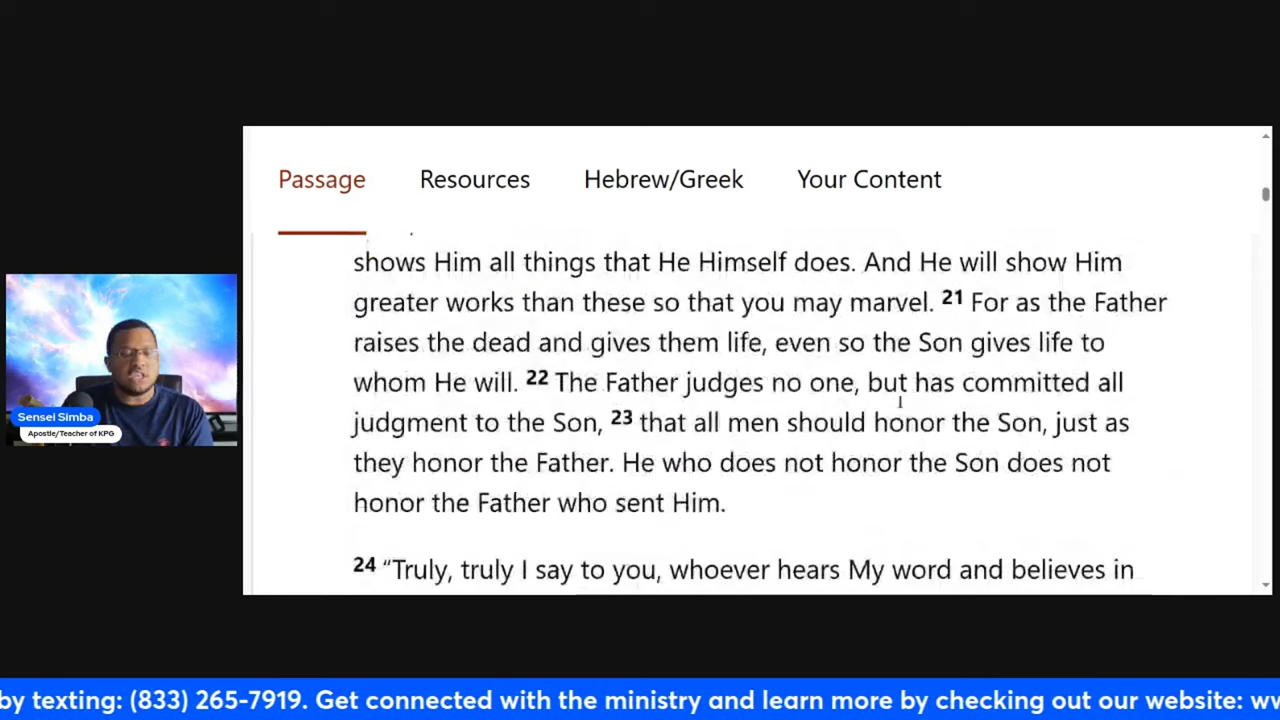 Passage Resources Hebrew/Greek Your Content
shows Him all things that He Himself does. And He will show Him
greater works than these so that you may marvel. 21 For as the Father
raises the dead and gives them life, even so the Son gives life to
whom He will. 22 The Father judges no one, but has committed all
judgment to the Son, 23 that all men should honor the Son, just as
they honor the Father. He who does not honor the Son does not
honor the Father who sent Him.
24 “Truly, truly I say to you, whoever hears My word and believes in
Sensei Simba
Apostle/Teacher of KPG
by texting: (833) 265-7919. Get connected with the ministry and learn more by checking out our website: